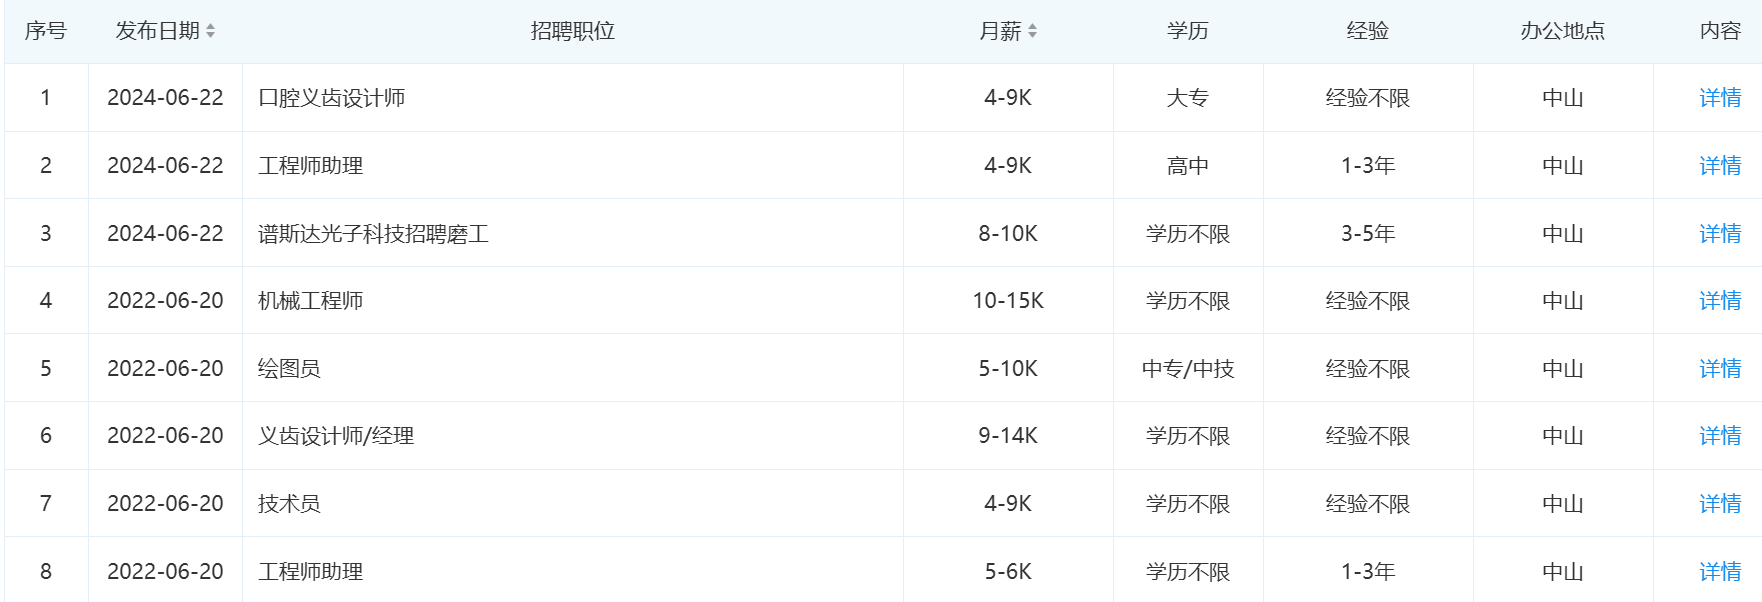 序号 发布日期 招聘职位 月薪 学历 经验 办公地点 内容
1 2024-06-22 口腔义齿设计师 4-9K 大专 经验不限 中山 详情
2 2024-06-22 工程师助理 4-9K 高中 1-3年 中山 详情
3 2024-06-22 谱斯达光子科技招聘磨工 8-10K 学历不限 3-5年 中山 详情
4 2022-06-20 机械工程师 10-15K 学历不限 经验不限 中山 详情
5 2022-06-20 绘图员 5-10K 中专/中技 经验不限 中山 详情
6 2022-06-20 义齿设计师/经理 9-14K 学历不限 经验不限 中山 详情
7 2022-06-20 技术员 4-9K 学历不限 经验不限 中山 详情
8 2022-06-20 工程师助理 5-6K 学历不限 1-3年 中山 详情